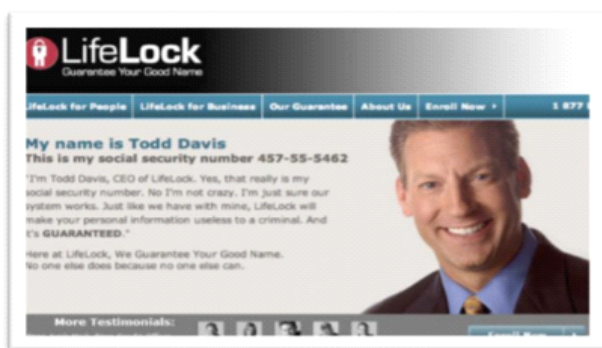 LifeLock
Guarantee Your Good Name
LifeLock for People LifeLock for Business Our Guarantee About Us Enroll Now 1 877
My name is Todd Davis
This is my social security number 457-55-5462
"I'm Todd Davis, CEO of LifeLock. Yes, that really is my
social security number. No I'm not crazy. I'm just sure our
system works. Just like we have with mine, LifeLock will
make your personal information useless to a criminal. And
it's GUARANTEED."
Here at LifeLock, We Guarantee Your Good Name.
No one else does because no one else can.
More Testimonials:
Enroll Now